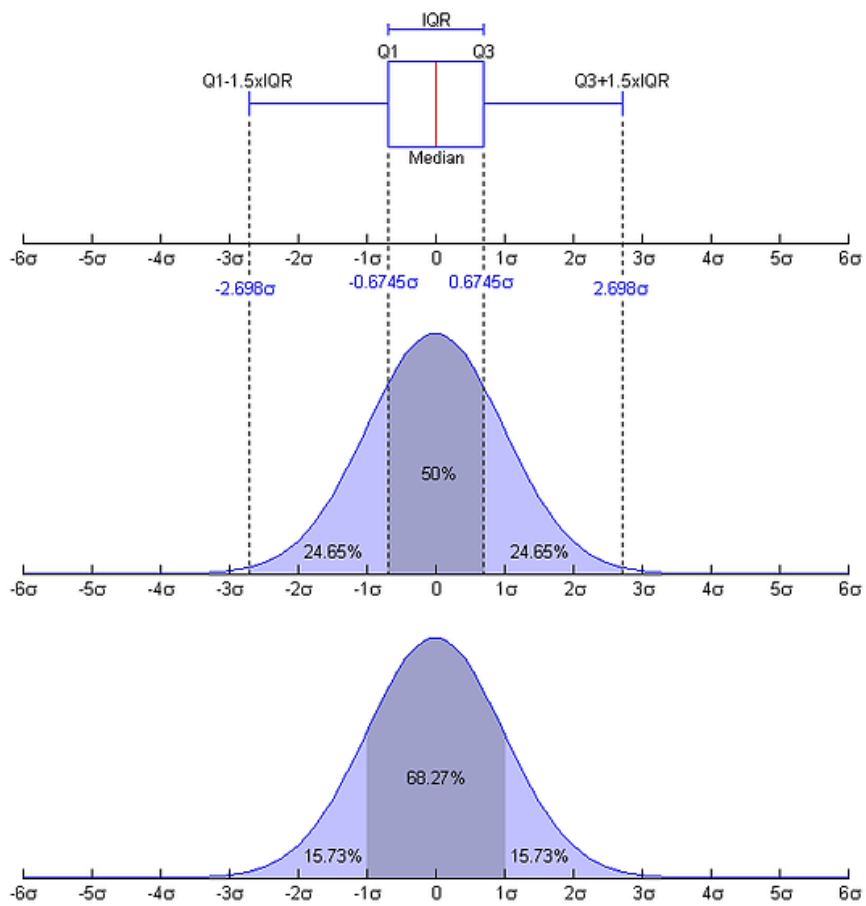 IQR
Q1 Q3
Q1-1.5xIQR Q3+1.5xIQR
Median
-6σ -5σ -4σ -3σ -2σ -1σ 0 1σ 2σ 3σ 4σ 5σ 6σ
-2.698σ -0.6745σ 0.6745σ 2.698σ
50%
24.65% 24.65%
-6σ -5σ -4σ -3σ -2σ -1σ 0 1σ 2σ 3σ 4σ 5σ 6σ
68.27%
15.73% 15.73%
-6σ -5σ -4σ -3σ -2σ -1σ 0 1σ 2σ 3σ 4σ 5σ 6σ